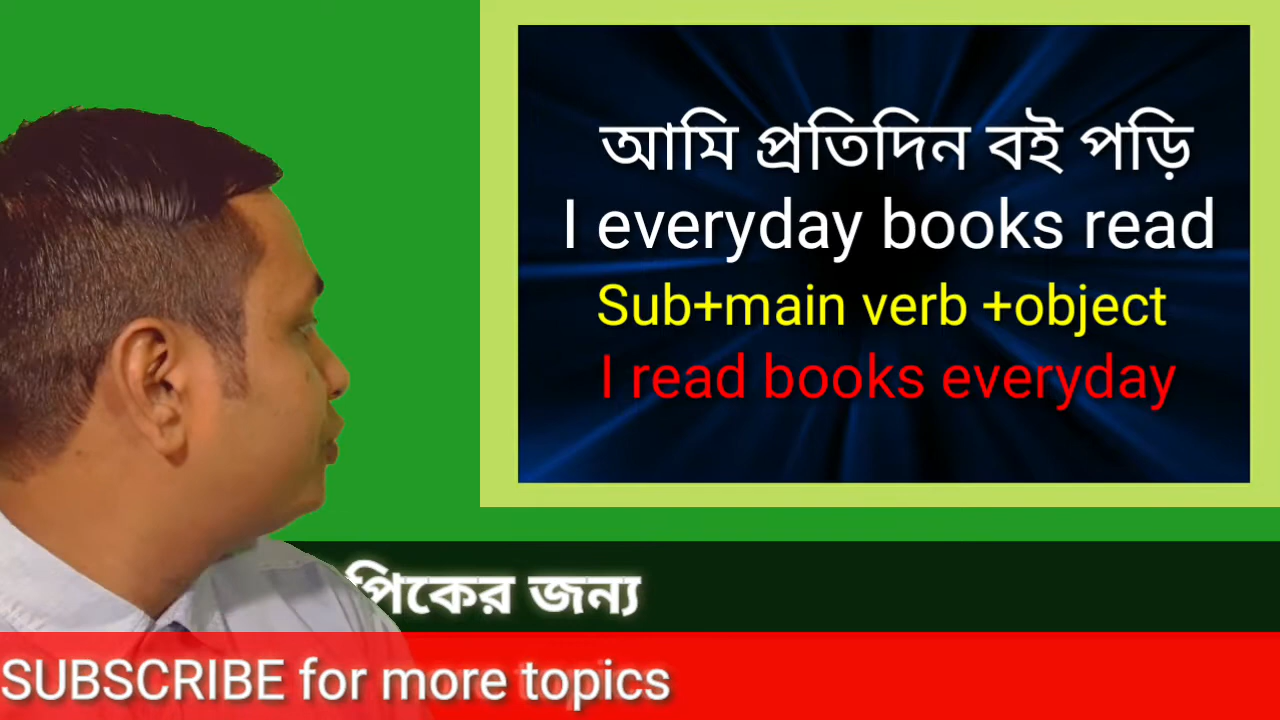 আমি প্রতিদিন বই পড়ি
I everyday books read
Sub+main verb +object
I read books everyday
পিকের জন্য
SUBSCRIBE for more topics